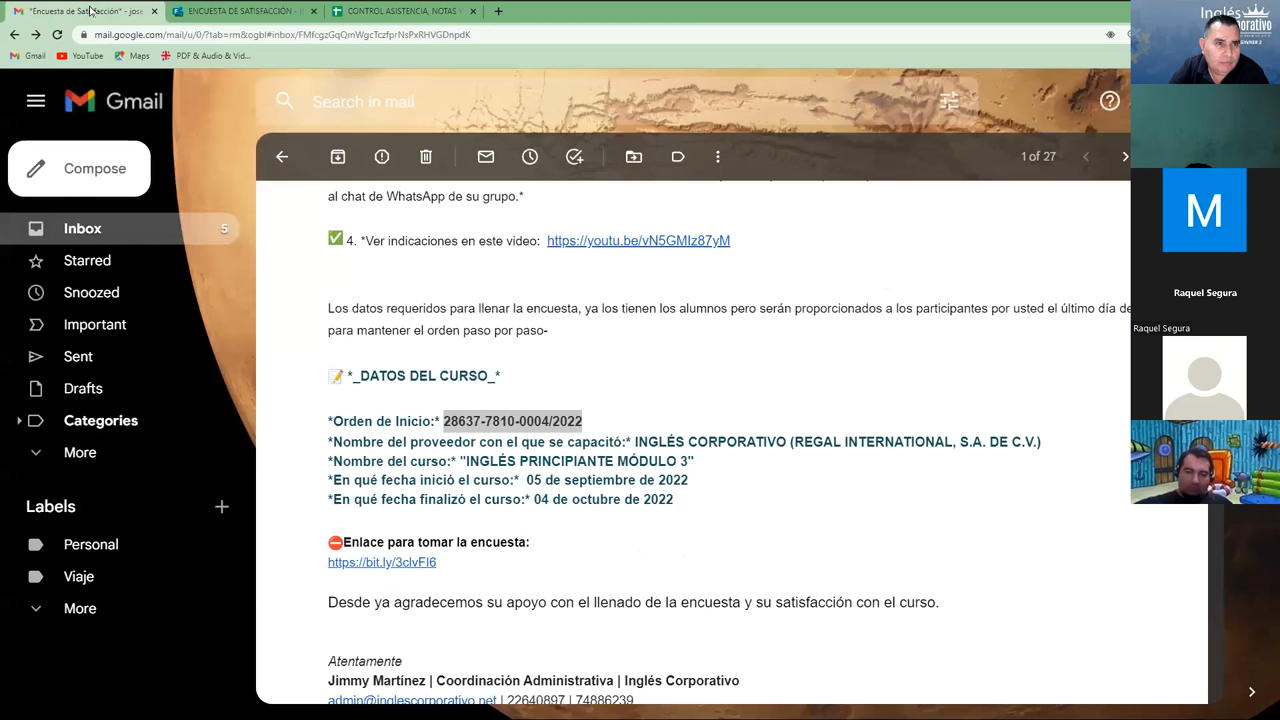 "Encuesta de Satisfacción" - jose
ENCUESTA DE SATISFACCIÓN - I
CONTROL ASISTENCIA, NOTAS Y
mail.google.com/mail/u/0/?tab=rm&ogbl#inbox/FMfcgzGqQmWgcTczfprNsPxRHVGDnpdK
Gmail
YouTube
Maps
PDF & Audio & Vid...
Gmail
Search in mail
Compose
1 of 27
al chat de WhatsApp de su grupo.*
Inbox 5
4. *Ver indicaciones en este video: https://youtu.be/vN5GMIz87yM
Starred
Snoozed
Important
Sent
Drafts
Categories
More
Labels
Personal
Viaje
More
Los datos requeridos para llenar la encuesta, ya los tienen los alumnos pero serán proporcionados a los participantes por usted el último día de
para mantener el orden paso por paso-
*_DATOS DEL CURSO_*
*Orden de Inicio:* 28637-7810-0004/2022
*Nombre del proveedor con el que se capacitó:* INGLÉS CORPORATIVO (REGAL INTERNATIONAL, S.A. DE C.V.)
*Nombre del curso:* "INGLÉS PRINCIPIANTE MÓDULO 3"
*En qué fecha inició el curso:* 05 de septiembre de 2022
*En qué fecha finalizó el curso:* 04 de octubre de 2022
Enlace para tomar la encuesta:
https://bit.ly/3clvFI6
Desde ya agradecemos su apoyo con el llenado de la encuesta y su satisfacción con el curso.
Atentamente
Jimmy Martínez | Coordinación Administrativa | Inglés Corporativo
admin@inglescorporativo.net | 22640897 | 74886239
Inglés
M
Raquel Segura
Raquel Segura